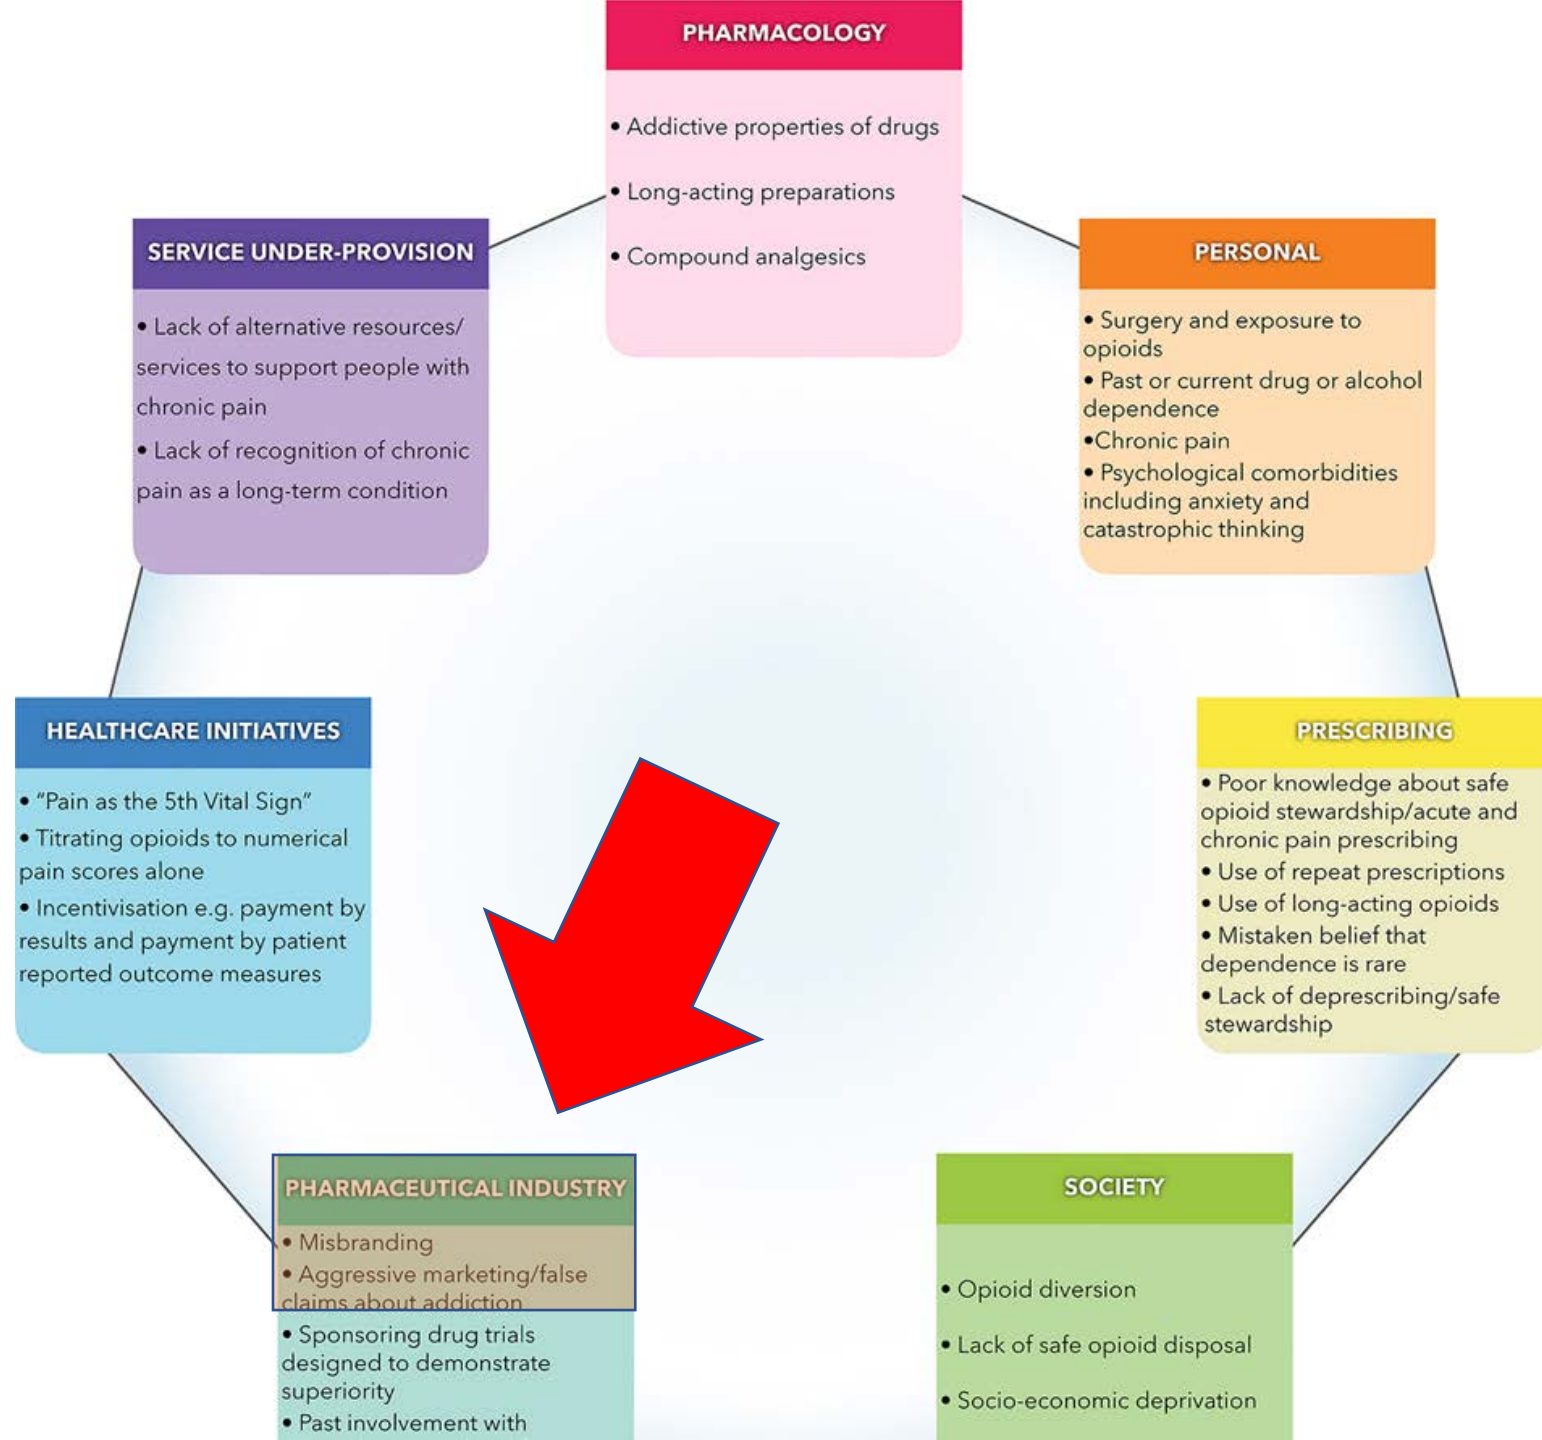 PHARMACOLOGY
• Addictive properties of drugs
• Long-acting preparations
• Compound analgesics
PERSONAL
• Surgery and exposure to
opioids
• Past or current drug or alcohol
dependence
•Chronic pain
• Psychological comorbidities
including anxiety and
catastrophic thinking
PRESCRIBING
• Poor knowledge about safe
opioid stewardship/acute and
chronic pain prescribing
• Use of repeat prescriptions
• Use of long-acting opioids
• Mistaken belief that
dependence is rare
• Lack of deprescribing/safe
stewardship
SOCIETY
• Opioid diversion
• Lack of safe opioid disposal
• Socio-economic deprivation
PHARMACEUTICAL INDUSTRY
• Misbranding
• Aggressive marketing/false
claims about addiction
• Sponsoring drug trials
designed to demonstrate
superiority
• Past involvement with
HEALTHCARE INITIATIVES
• “Pain as the 5th Vital Sign”
• Titrating opioids to numerical
pain scores alone
• Incentivisation e.g. payment by
results and payment by patient
reported outcome measures
SERVICE UNDER-PROVISION
• Lack of alternative resources/
services to support people with
chronic pain
• Lack of recognition of chronic
pain as a long-term condition